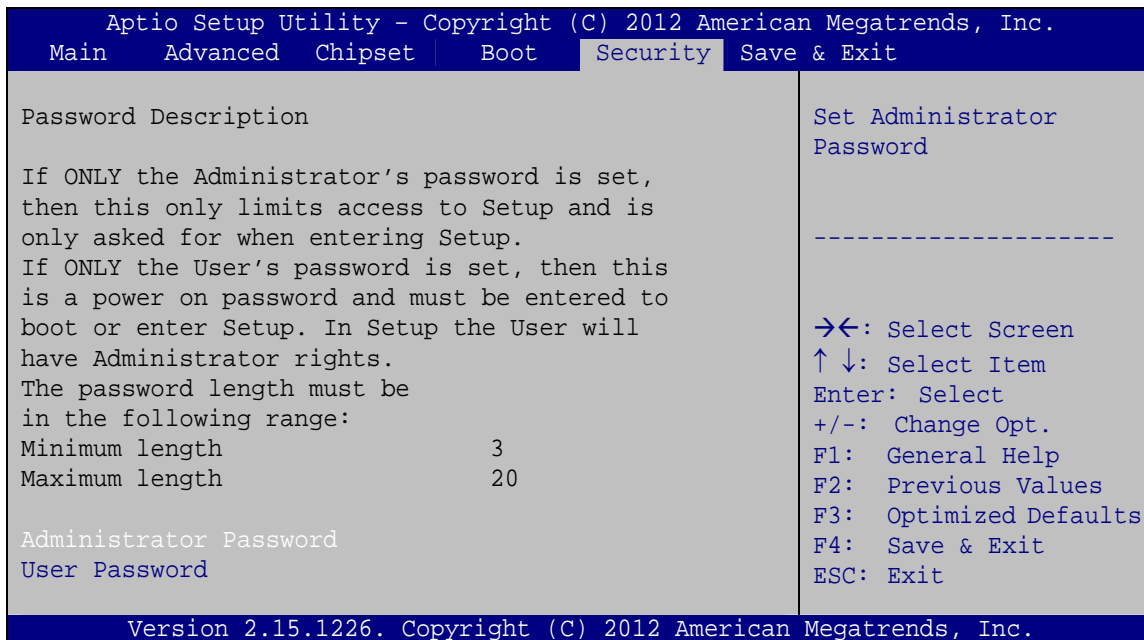 Aptio Setup Utility – Copyright (C) 2012 American Megatrends, Inc.
Main Advanced Chipset Boot Security Save & Exit
Password Description
If ONLY the Administrator's password is set,
then this only limits access to Setup and is
only asked for when entering Setup.
If ONLY the User's password is set, then this
is a power on password and must be entered to
boot or enter Setup. In Setup the User will
have Administrator rights.
The password length must be
in the following range:
Minimum length 3
Maximum length 20
Administrator Password
User Password
Set Administrator
Password
---------------------
→←: Select Screen
↑ ↓: Select Item
Enter: Select
+/-: Change Opt.
F1: General Help
F2: Previous Values
F3: Optimized Defaults
F4: Save & Exit
ESC: Exit
Version 2.15.1226. Copyright (C) 2012 American Megatrends, Inc.